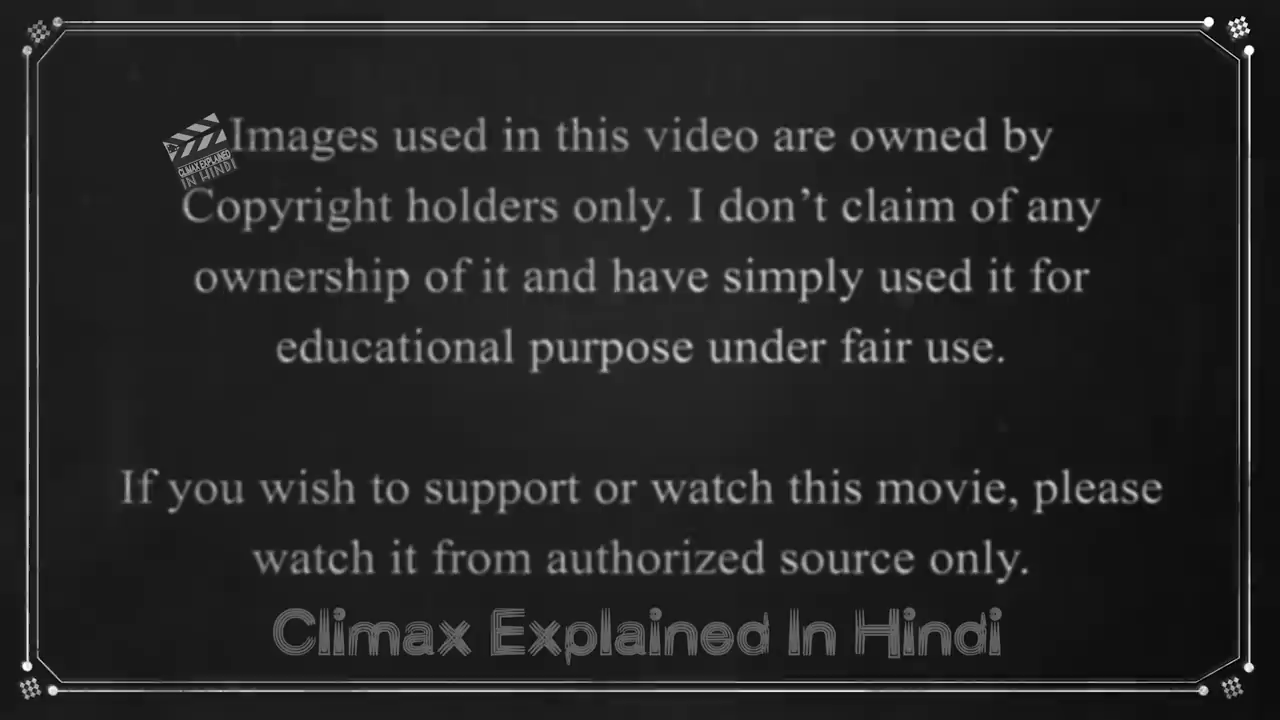 Images used in this video are owned by
CLIMAX EXPLAINED
IN HINDI
Copyright holders only. I don’t claim of any
ownership of it and have simply used it for
educational purpose under fair use.
If you wish to support or watch this movie, please
watch it from authorized source only.
Climax Explained In Hindi